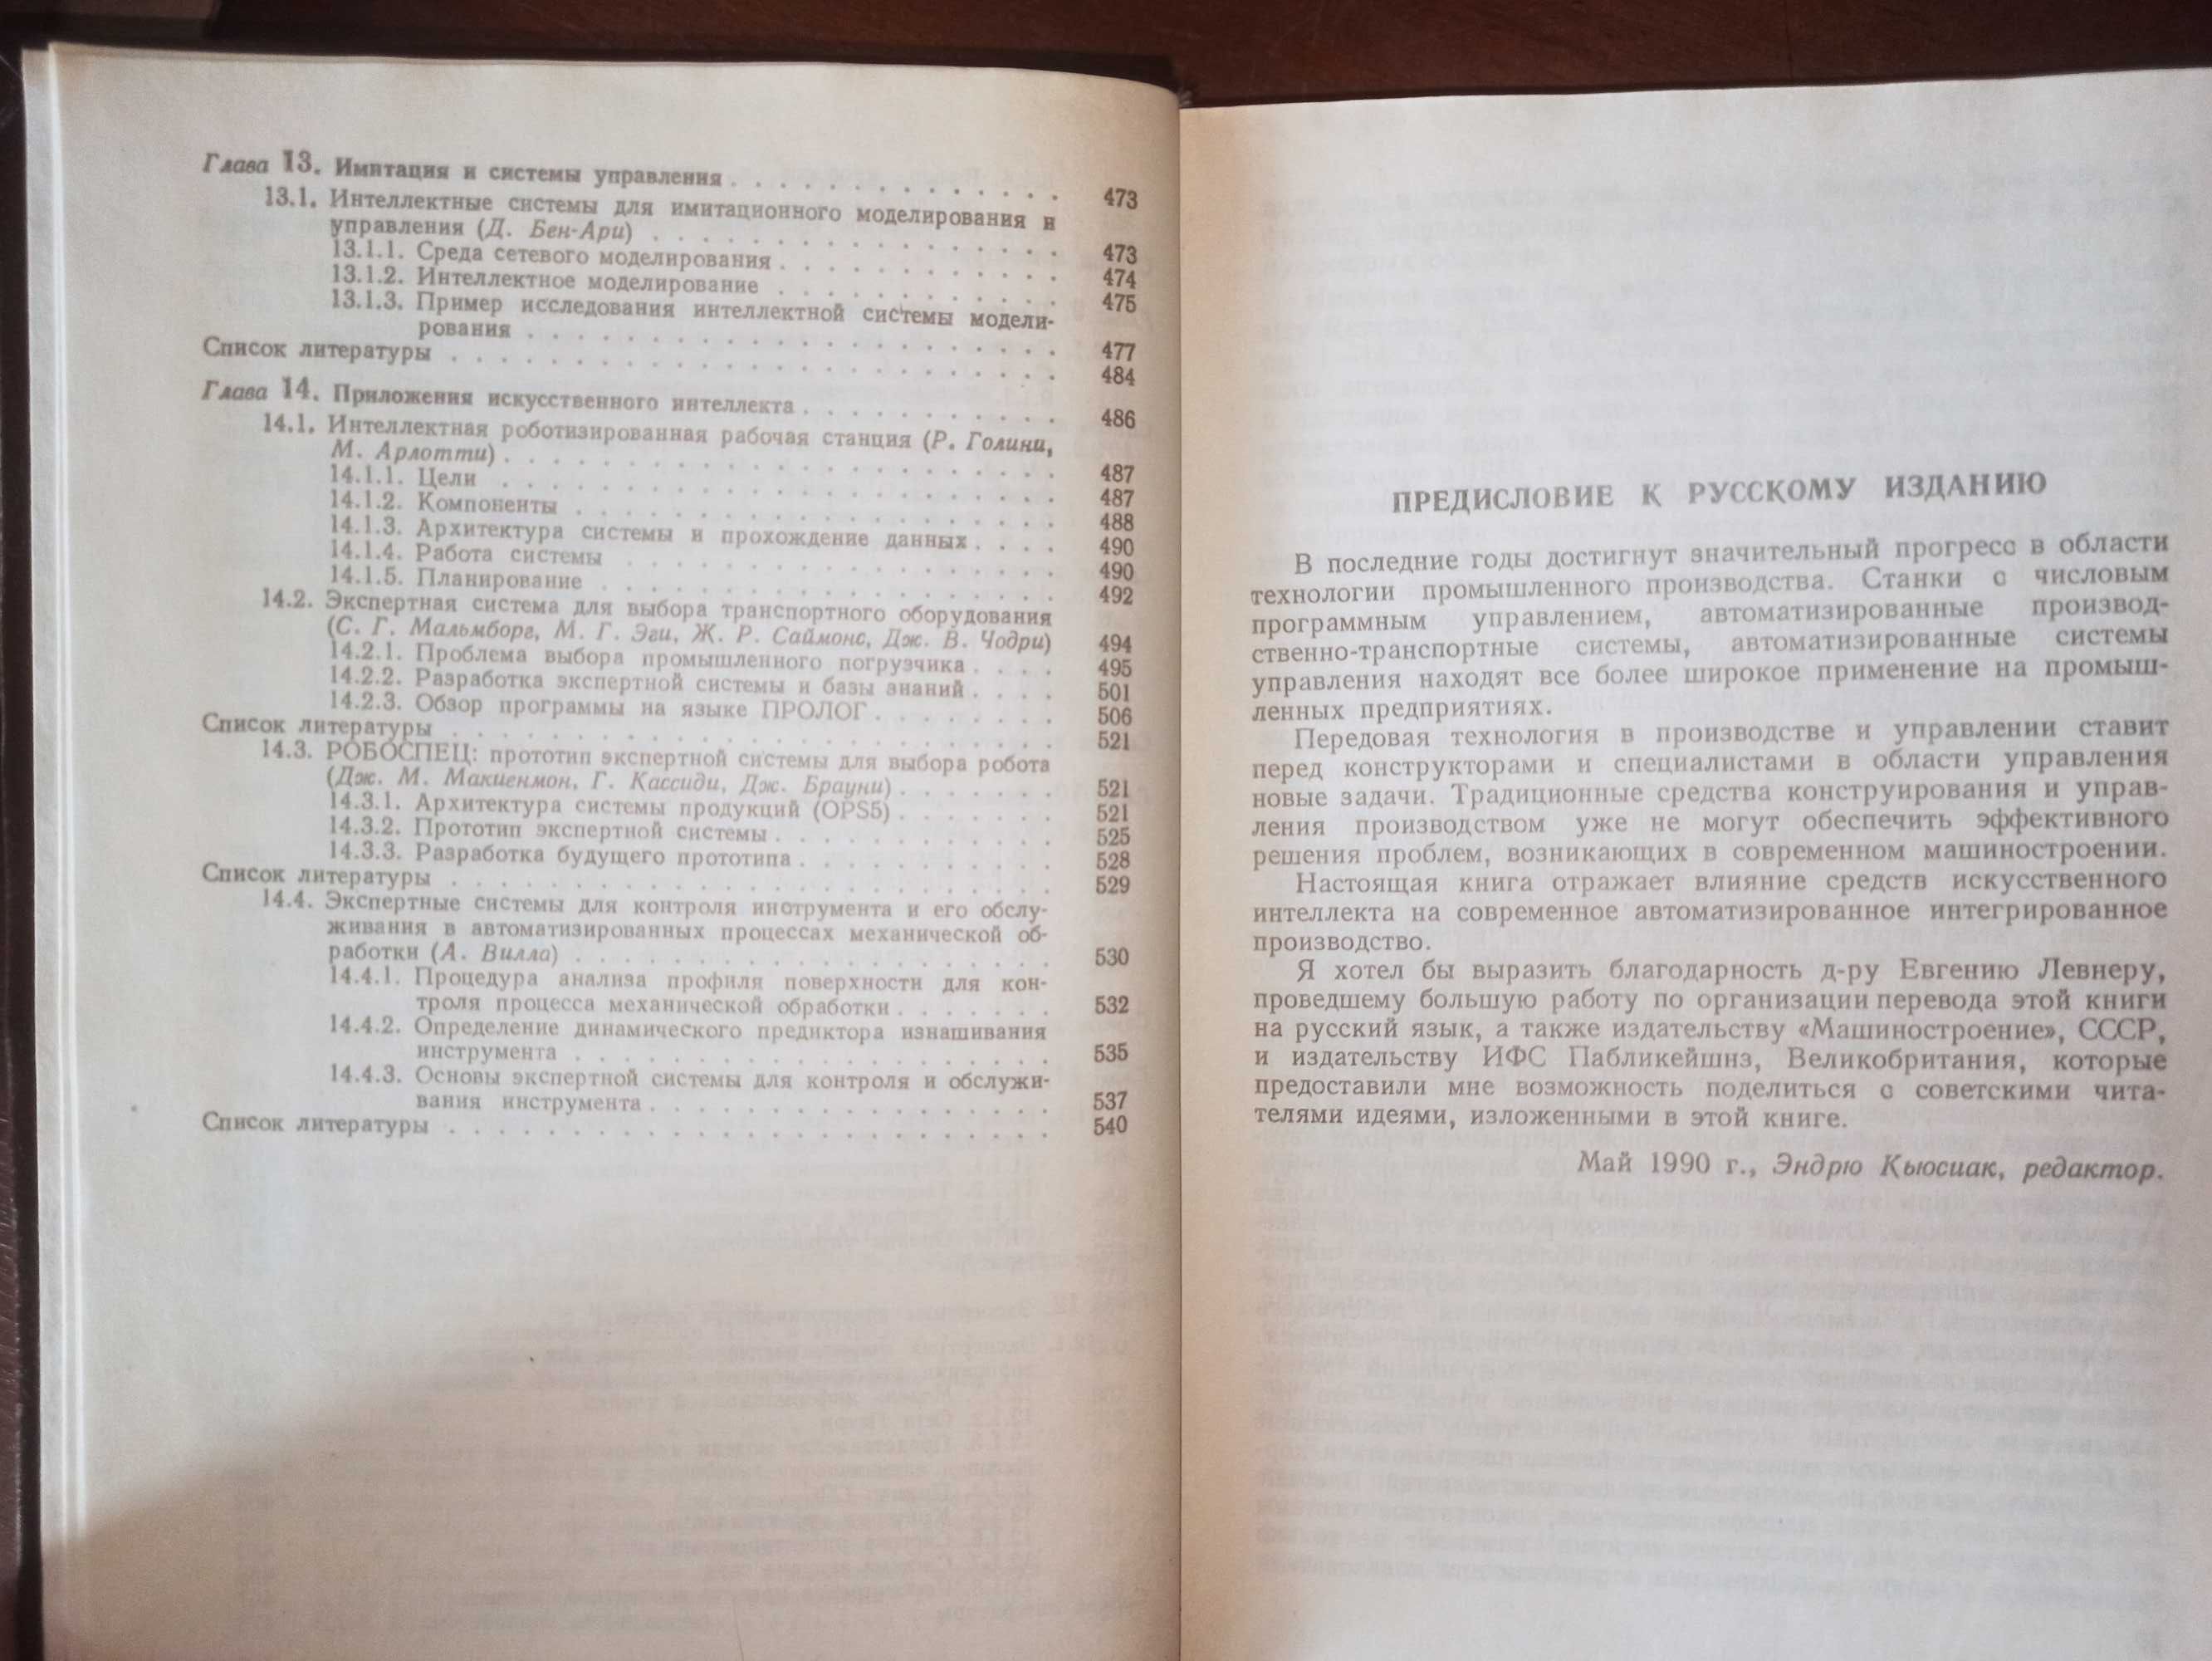 Глава 13. Имитация и системы управления . . . . . . . . . . . . . . 473
13.1. Интеллектные системы для имитационного моделирования и
управления (Д. Бен-Ари) . . . . . . . . . . . . . . . . . 473
13.1.1. Среда сетевого моделирования . . . . . . . . . . . . 474
13.1.2. Интеллектное моделирование . . . . . . . . . . . . 475
13.1.3. Пример исследования интеллектной системы модели-
рования . . . . . . . . . . . . . . . . . . . . . 477
Список литературы . . . . . . . . . . . . . . . . . . . . . . . . 484
Глава 14. Приложения искусственного интеллекта . . . . . . . . . . . 486
14.1. Интеллектная роботизированная рабочая станция (Р. Голини,
М. Арлотти) . . . . . . . . . . . . . . . . . . . . . . 487
14.1.1. Цели . . . . . . . . . . . . . . . . . . . . . . 487
14.1.2. Компоненты . . . . . . . . . . . . . . . . . . . 488
14.1.3. Архитектура системы и прохождение данных . . . . 490
14.1.4. Работа системы . . . . . . . . . . . . . . . . . 490
14.1.5. Планирование . . . . . . . . . . . . . . . . . . 492
14.2. Экспертная система для выбора транспортного оборудования
(С. Г. Мальмборг, М. Г. Эги, Ж. Р. Саймонс, Дж. В. Чодри) 494
14.2.1. Проблема выбора промышленного погрузчика . . . . 495
14.2.2. Разработка экспертной системы и базы знаний . . . . 501
14.2.3. Обзор программы на языке ПРОЛОГ . . . . . . . . 506
Список литературы . . . . . . . . . . . . . . . . . . . . . . . . 521
14.3. РОБОСПЕЦ: прототип экспертной системы для выбора робота
(Дж. М. Макиенмон, Г. Кассиди, Дж. Брауни) . . . . . . . 521
14.3.1. Архитектура системы продукций (OPS5) . . . . . . . 521
14.3.2. Прототип экспертной системы . . . . . . . . . . . . 525
14.3.3. Разработка будущего прототипа . . . . . . . . . . . 528
Список литературы . . . . . . . . . . . . . . . . . . . . . . . . 529
14.4. Экспертные системы для контроля инструмента и его обслу-
живания в автоматизированных процессах механической об-
работки (А. Вилла) . . . . . . . . . . . . . . . . . . . 530
14.4.1. Процедура анализа профиля поверхности для кон-
троля процесса механической обработки . . . . . . . 532
14.4.2. Определение динамического предиктора изнашивания
инструмента . . . . . . . . . . . . . . . . . . . 535
14.4.3. Основы экспертной системы для контроля и обслужи-
вания инструмента . . . . . . . . . . . . . . . . 537
Список литературы . . . . . . . . . . . . . . . . . . . . . . . . 540
ПРЕДИСЛОВИЕ К РУССКОМУ ИЗДАНИЮ
В последние годы достигнут значительный прогресс в области
технологии промышленного производства. Станки с числовым
программным управлением, автоматизированные производ-
ственно-транспортные системы, автоматизированные системы
управления находят все более широкое применение на промыш-
ленных предприятиях.
Передовая технология в производстве и управлении ставит
перед конструкторами и специалистами в области управления
новые задачи. Традиционные средства конструирования и управ-
ления производством уже не могут обеспечить эффективного
решения проблем, возникающих в современном машиностроении.
Настоящая книга отражает влияние средств искусственного
интеллекта на современное автоматизированное интегрированное
производство.
Я хотел бы выразить благодарность д-ру Евгению Левнеру,
проведшему большую работу по организации перевода этой книги
на русский язык, а также издательству «Машиностроение», СССР,
и издательству ИФС Пабликейшнз, Великобритания, которые
предоставили мне возможность поделиться с советскими чита-
телями идеями, изложенными в этой книге.
Май 1990 г., Эндрю Кьюсиак, редактор.